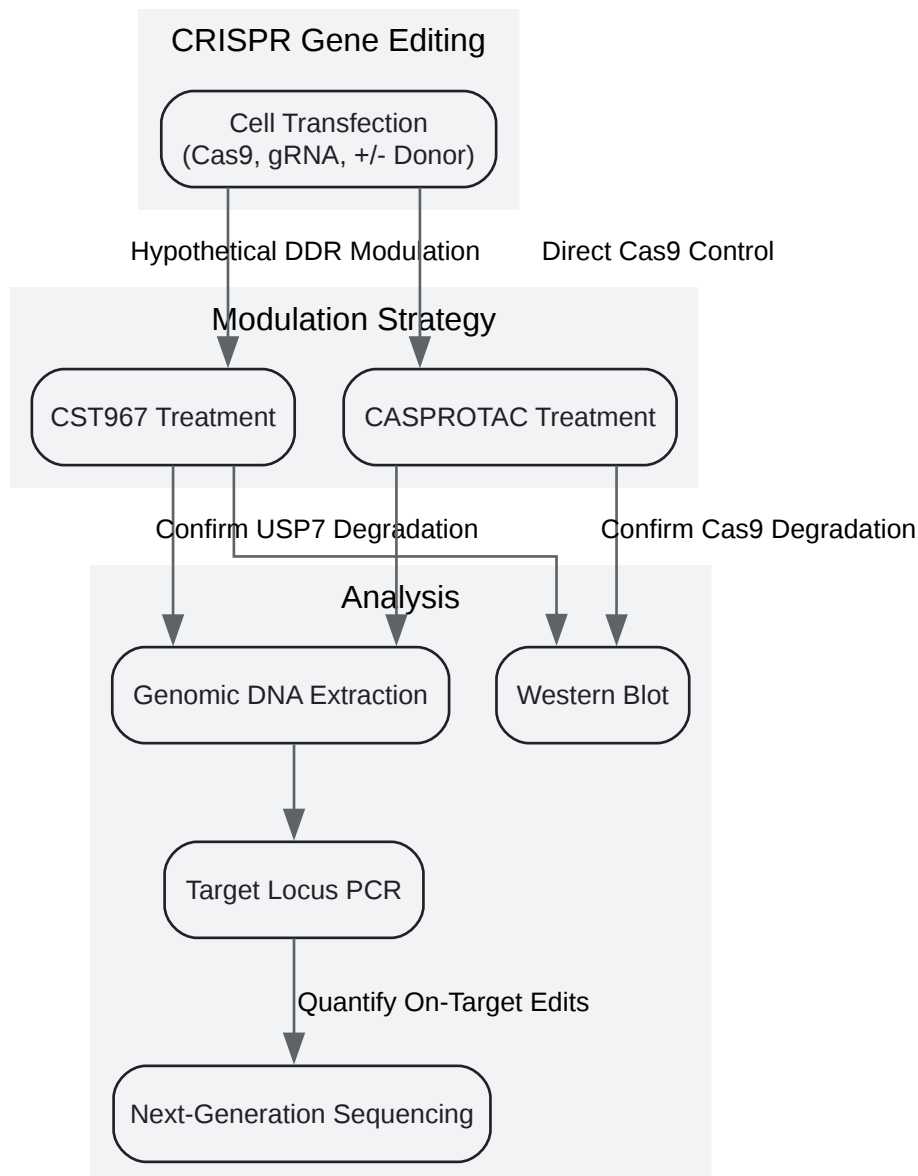 CRISPR Gene Editing
Cell Transfection
(Cas9, gRNA, +/- Donor)
Hypothetical DDR Modulation
Direct Cas9 Control
Modulation Strategy
CST967 Treatment
CASPROTAC Treatment
Confirm USP7 Degradation
Confirm Cas9 Degradation
Analysis
Genomic DNA Extraction
Western Blot
Target Locus PCR
Quantify On-Target Edits
Next-Generation Sequencing